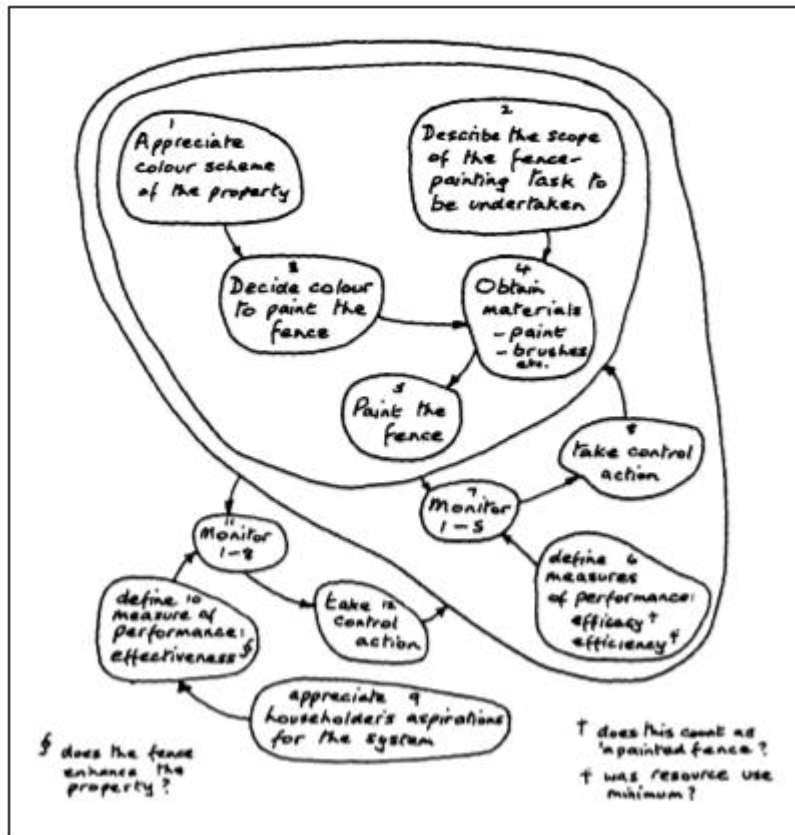 1
Appreciate
colour scheme
of the property
2
Describe the scope
of the fence-
painting task to
be undertaken
3
Decide colour
to paint the
fence
4
Obtain
materials
- paint
- brushes
etc.
5
Paint the
fence
8
take control
action
7
Monitor
1-5
define 6
measures
of performance:
efficacy †
efficiency ‡
11
Monitor
1-8
define 10
measure of
performance:
effectiveness §
take 12
control
action
appreciate 9
householder's aspirations
for the system
§ does the fence
enhance the
property?
† does this count as
'a painted fence?
‡ was resource use
minimum?